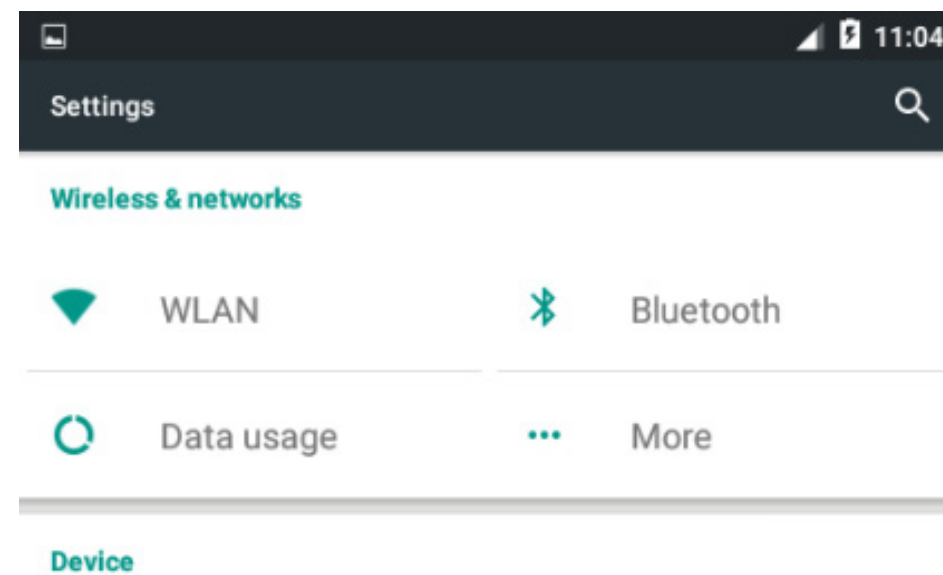 11:04
Settings
Wireless & networks
WLAN Bluetooth
Data usage More
Device